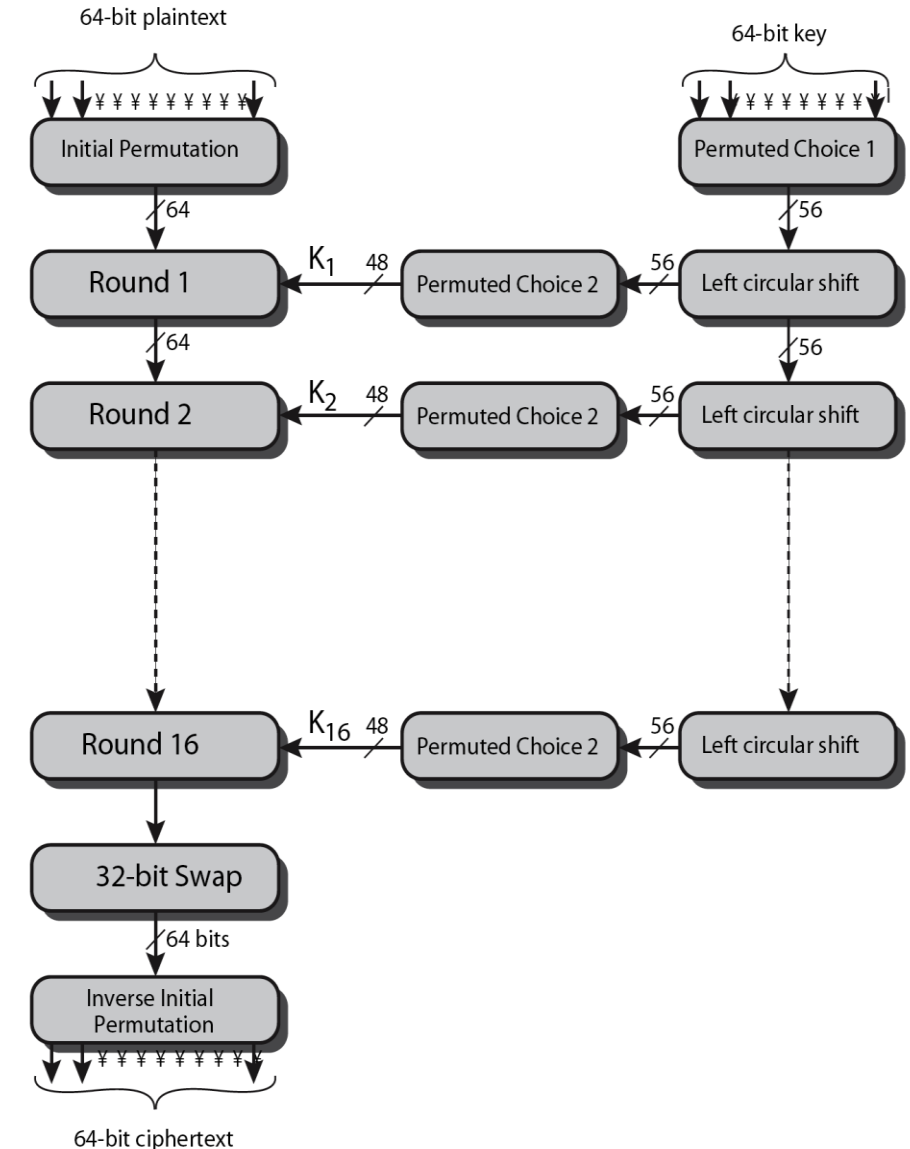 64-bit plaintext
64-bit key
¥ ¥ ¥ ¥ ¥ ¥ ¥ ¥ ¥
¥ ¥ ¥ ¥ ¥ ¥ ¥ ¥
Initial Permutation
Permuted Choice 1
64
56
Round 1
K1
48
Permuted Choice 2
56
Left circular shift
64
56
Round 2
K2
48
Permuted Choice 2
56
Left circular shift
Round 16
K16
48
Permuted Choice 2
56
Left circular shift
32-bit Swap
64 bits
Inverse Initial
Permutation
¥ ¥ ¥ ¥ ¥ ¥ ¥ ¥ ¥
64-bit ciphertext